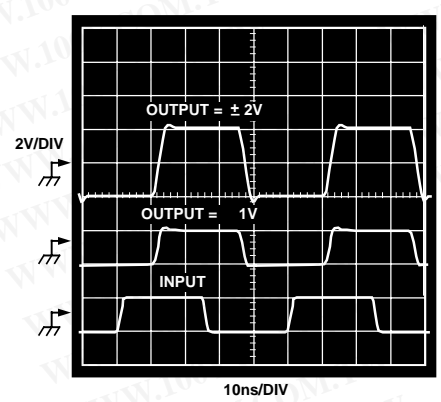 OUTPUT = ± 2V
2V/DIV
OUTPUT = 1V
INPUT
10ns/DIV